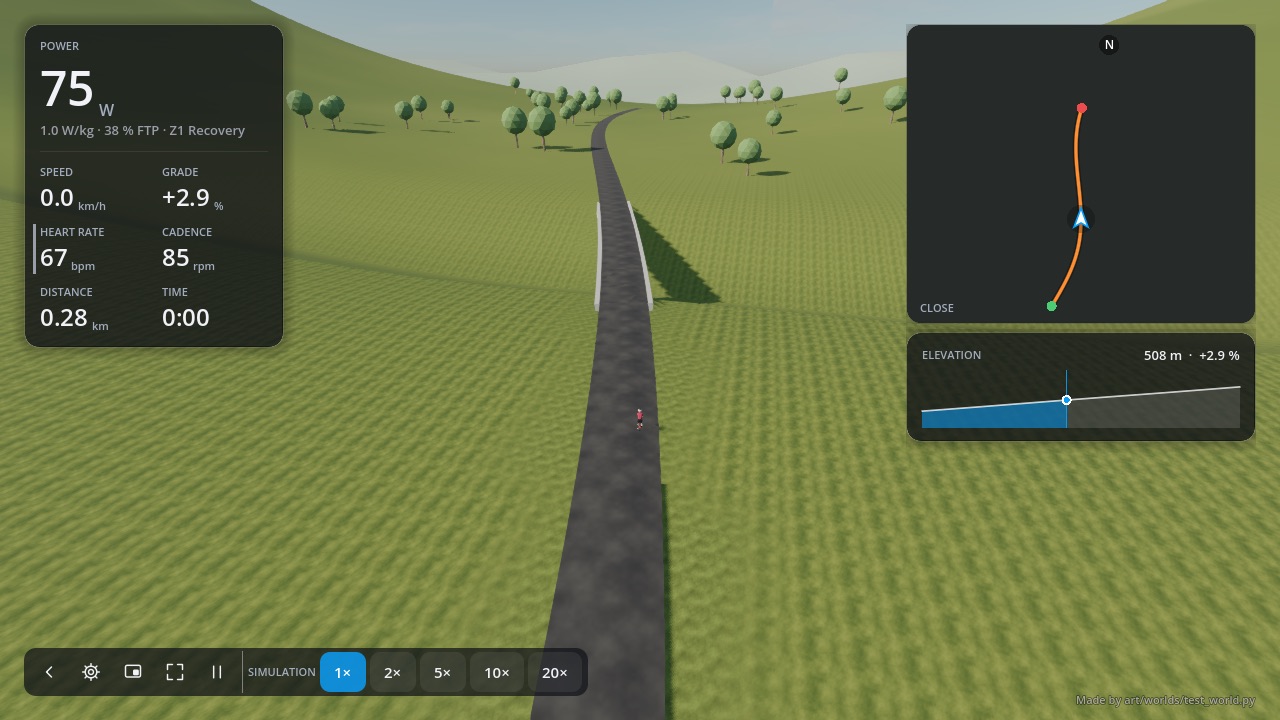 POWER
75 W
1.0 W/kg · 38 % FTP · Z1 Recovery
SPEED GRADE
0.0 km/h +2.9 %
HEART RATE CADENCE
67 bpm 85 rpm
DISTANCE TIME
0.28 km 0:00
N
CLOSE
ELEVATION 508 m · +2.9 %
SIMULATION 1× 2× 5× 10× 20×
Made by art/worlds/test_world.py